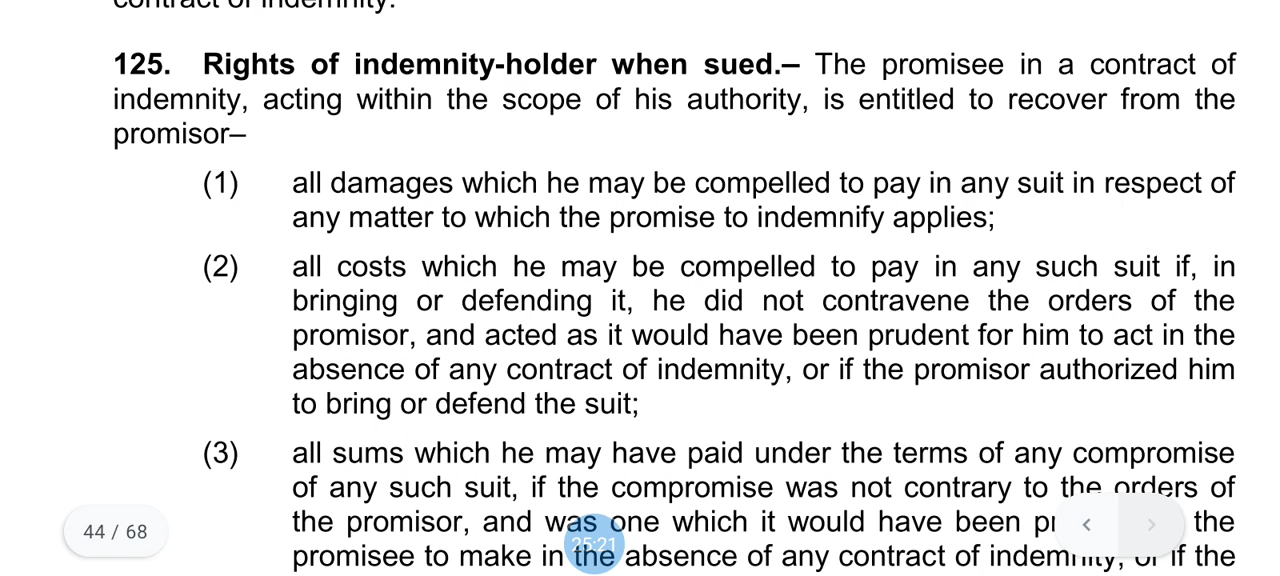 contract of indemnity.
125. Rights of indemnity-holder when sued.– The promisee in a contract of
indemnity, acting within the scope of his authority, is entitled to recover from the
promisor–
(1) all damages which he may be compelled to pay in any suit in respect of
any matter to which the promise to indemnify applies;
(2) all costs which he may be compelled to pay in any such suit if, in
bringing or defending it, he did not contravene the orders of the
promisor, and acted as it would have been prudent for him to act in the
absence of any contract of indemnity, or if the promisor authorized him
to bring or defend the suit;
(3) all sums which he may have paid under the terms of any compromise
of any such suit, if the compromise was not contrary to the orders of
the promisor, and was one which it would have been the
promisee to make in the absence of any contract of indemnity, or if the
44 / 68
25:21